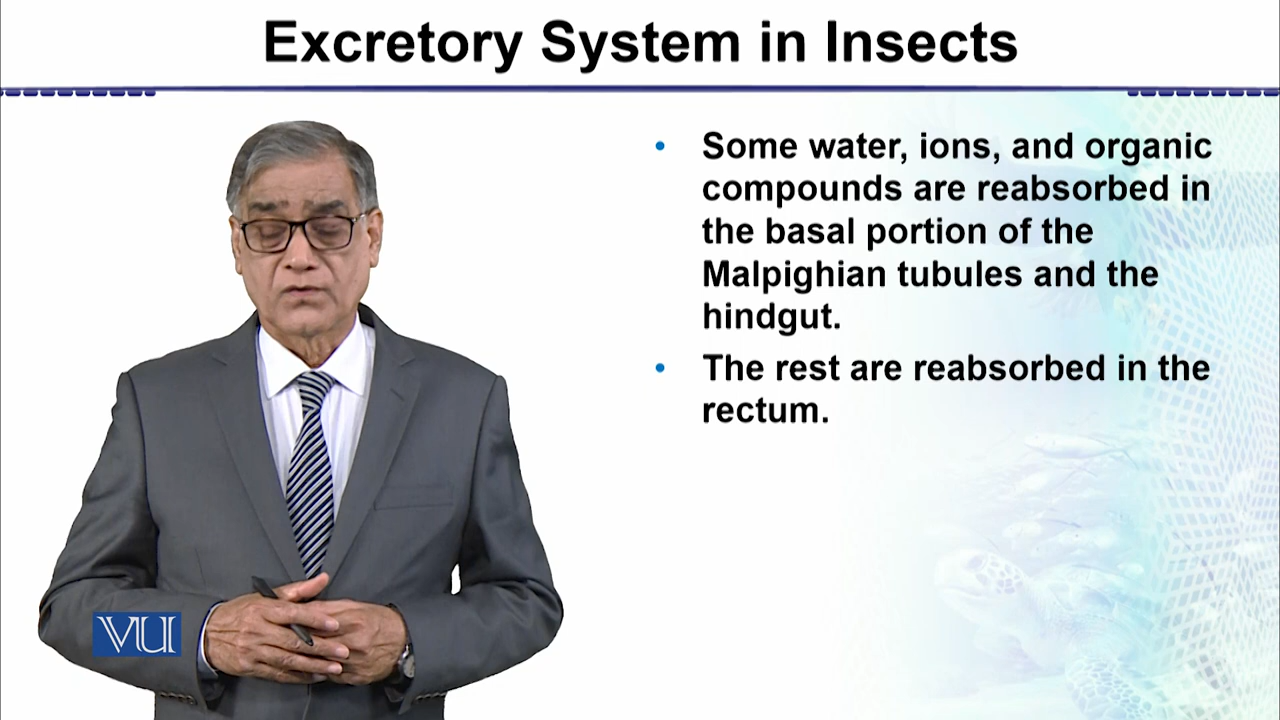 Excretory System in Insects
• Some water, ions, and organic
compounds are reabsorbed in
the basal portion of the
Malpighian tubules and the
hindgut.
• The rest are reabsorbed in the
rectum.
VU